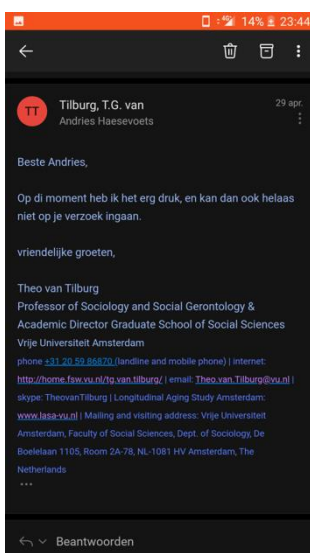 14% 23:44
TT
Tilburg, T.G. van
29 apr.
Andries Haesevoets
Beste Andries,
Op di moment heb ik het erg druk, en kan dan ook helaas
niet op je verzoek ingaan.
vriendelijke groeten,
Theo van Tilburg
Professor of Sociology and Social Gerontology &
Academic Director Graduate School of Social Sciences
Vrije Universiteit Amsterdam
phone +31 20 59 86870 (landline and mobile phone) | internet:
http://home.fsw.vu.nl/tg.van.tilburg/ | email: Theo.van.Tilburg@vu.nl |
skype: TheovanTilburg | Longitudinal Aging Study Amsterdam:
www.lasa-vu.nl | Mailing and visiting address: Vrije Universiteit
Amsterdam, Faculty of Social Sciences, Dept. of Sociology, De
Boelelaan 1105, Room 2A-78, NL-1081 HV Amsterdam, The
Netherlands
Beantwoorden